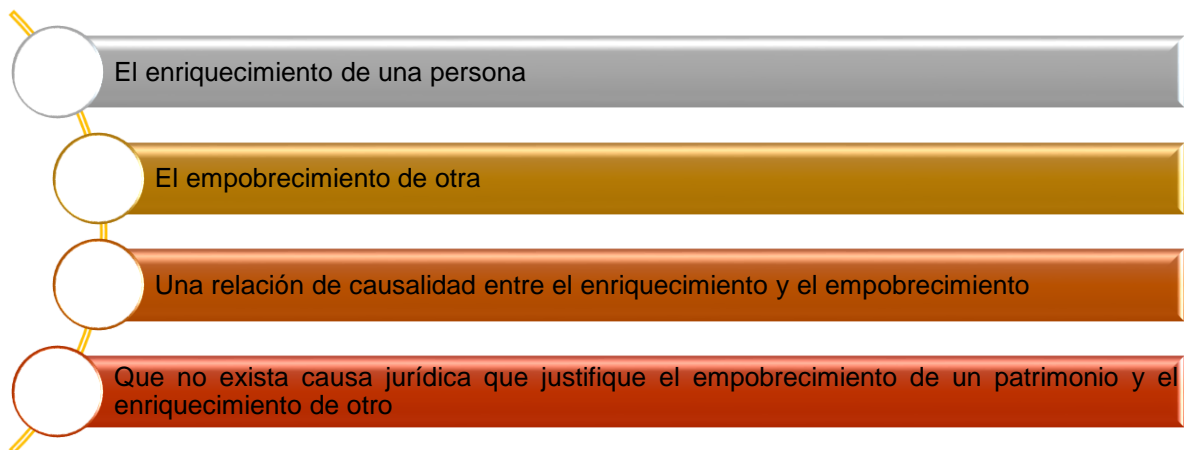 El enriquecimiento de una persona
El empobrecimiento de otra
Una relación de causalidad entre el enriquecimiento y el empobrecimiento
Que no exista causa jurídica que justifique el empobrecimiento de un patrimonio y el
enriquecimiento de otro